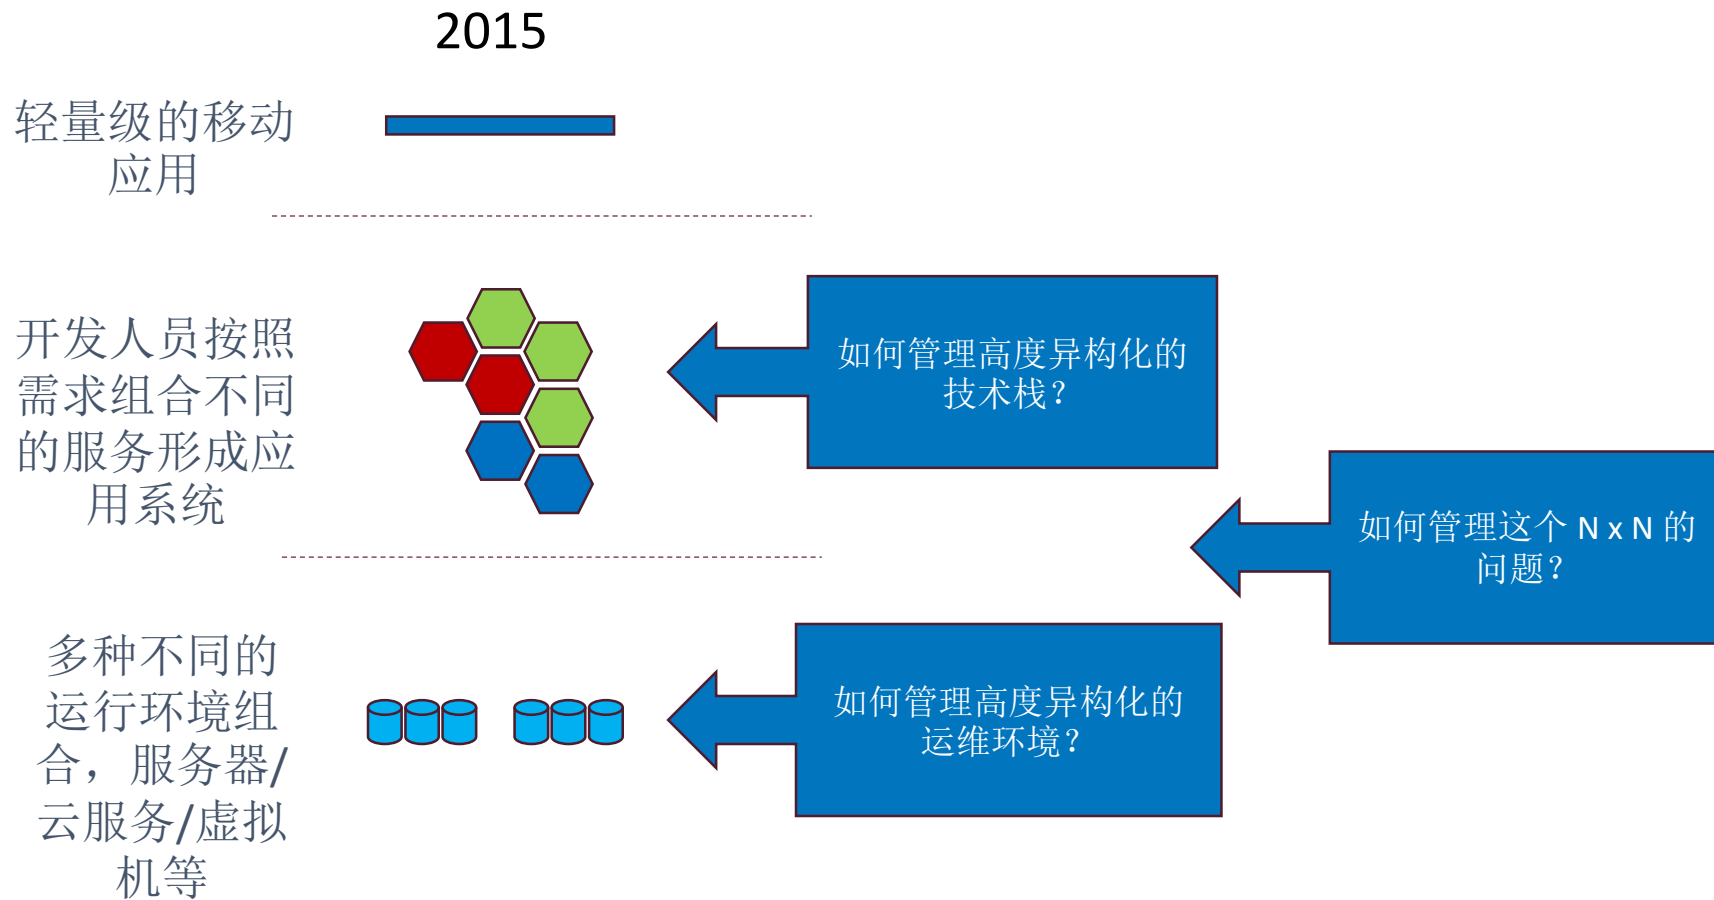 2015
轻量级的移动
应用
开发人员按照
需求组合不同
的服务形成应
用系统
如何管理高度异构化的
技术栈？
如何管理这个 N x N 的
问题？
多种不同的
运行环境组
合，服务器/
云服务/虚拟
机等
如何管理高度异构化的
运维环境？